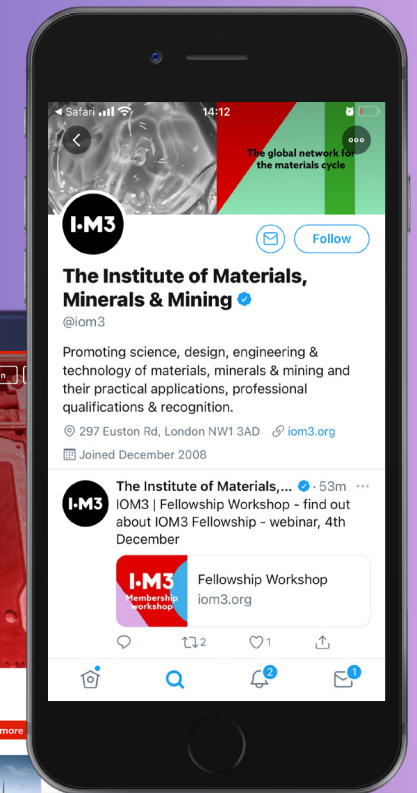 Safari
14:12
The global network for
the materials cycle
I•M3
Follow
The Institute of Materials,
Minerals & Mining
@iom3
Promoting science, design, engineering &
technology of materials, minerals & mining and
their practical applications, professional
qualifications & recognition.
297 Euston Rd, London NW1 3AD iom3.org
Joined December 2008
The Institute of Materials,... · 53m
I•M3
IOM3 | Fellowship Workshop - find out
about IOM3 Fellowship - webinar, 4th
December
I•M3
Membership
workshop
Fellowship Workshop
iom3.org
2
1
2
1
more